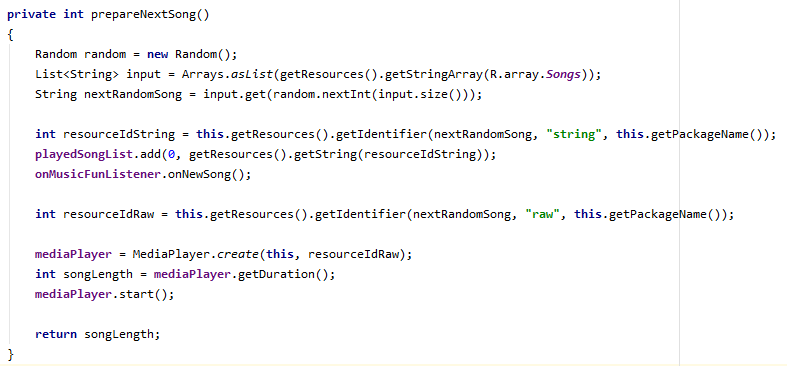 private int prepareNextSong()
{
Random random = new Random();
List<String> input = Arrays.asList(getResources().getStringArray(R.array.Songs));
String nextRandomSong = input.get(random.nextInt(input.size()));
int resourceIdString = this.getResources().getIdentifier(nextRandomSong, "string", this.getPackageName());
playedSongList.add(0, getResources().getString(resourceIdString));
onMusicFunListener.onNewSong();
int resourceIdRaw = this.getResources().getIdentifier(nextRandomSong, "raw", this.getPackageName());
mediaPlayer = MediaPlayer.create(this, resourceIdRaw);
int songLength = mediaPlayer.getDuration();
mediaPlayer.start();
return songLength;
}